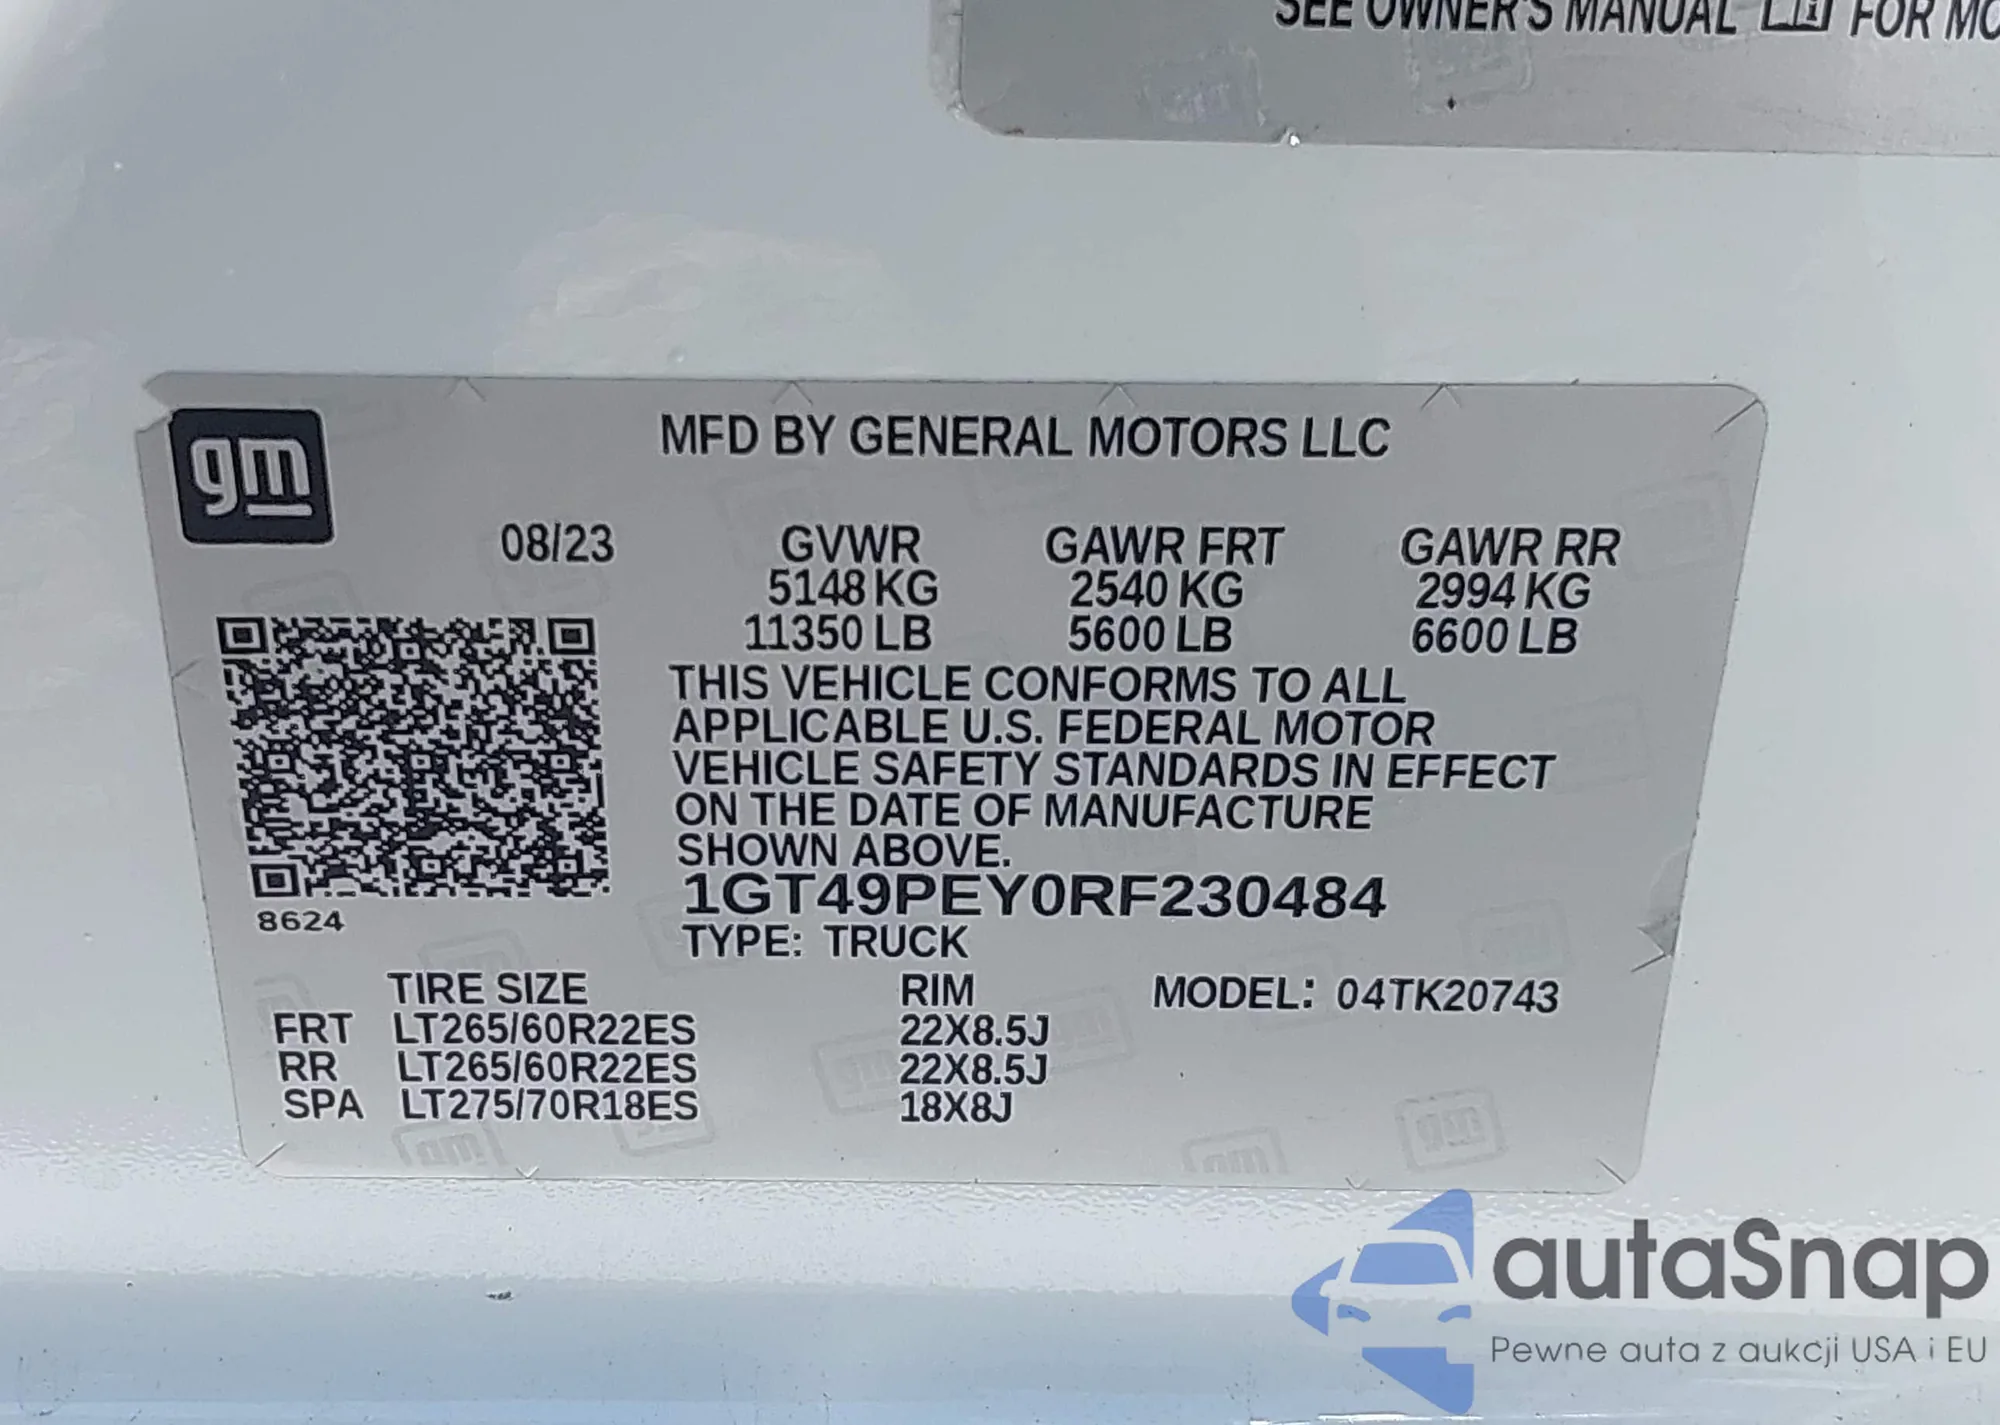 SEE OWNER'S MANUAL FOR MO
gm
MFD BY GENERAL MOTORS LLC
08/23 GVWR GAWR FRT GAWR RR
5148 KG 2540 KG 2994 KG
11350 LB 5600 LB 6600 LB
THIS VEHICLE CONFORMS TO ALL
APPLICABLE U.S. FEDERAL MOTOR
VEHICLE SAFETY STANDARDS IN EFFECT
ON THE DATE OF MANUFACTURE
SHOWN ABOVE.
1GT49PEY0RF230484
8624
TYPE: TRUCK
TIRE SIZE RIM MODEL: 04TK20743
FRT LT265/60R22ES 22X8.5J
RR LT265/60R22ES 22X8.5J
SPA LT275/70R18ES 18X8J
autaSnap
Pewne auta z aukcji USA i EU